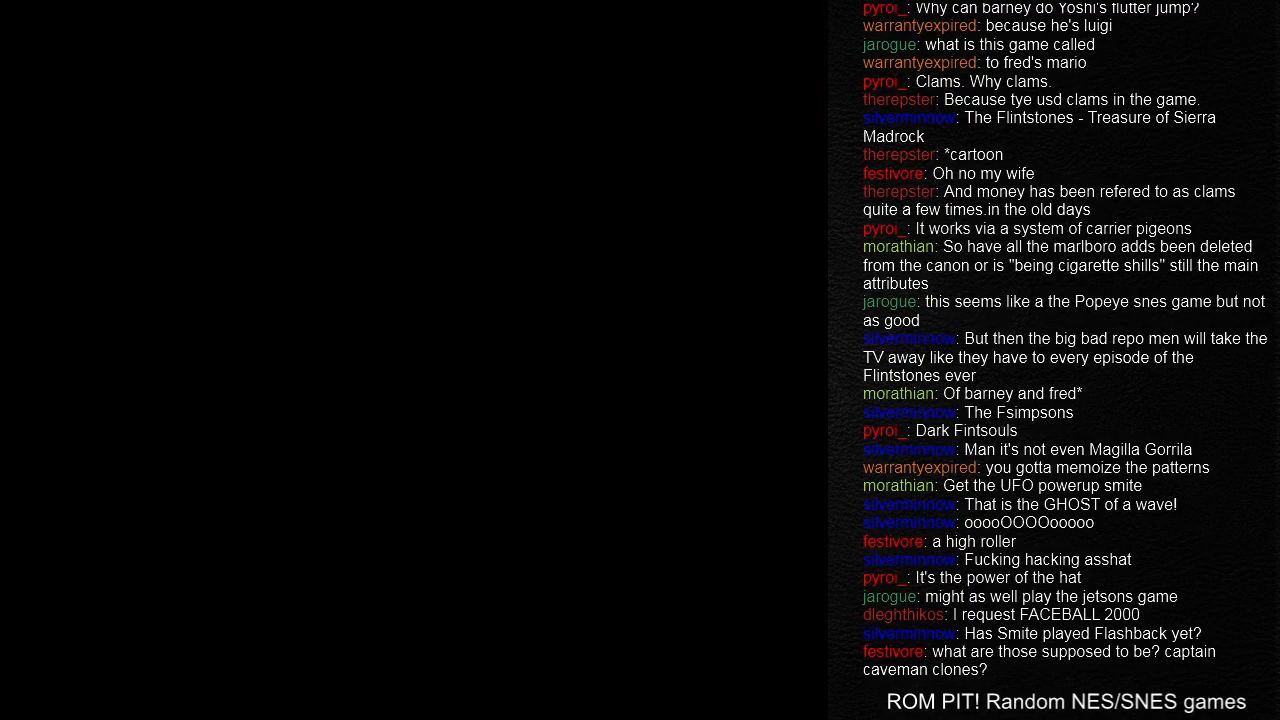 pyroi_: Why can barney do Yoshi's flutter jump?
warrantyexpired: because he's luigi
jarogue: what is this game called
warrantyexpired: to fred's mario
pyroi_: Clams. Why clams.
therepster: Because tye usd clams in the game.
silverminnow: The Flintstones - Treasure of Sierra
Madrock
therepster: *cartoon
festivore: Oh no my wife
therepster: And money has been refered to as clams
quite a few times.in the old days
pyroi_: It works via a system of carrier pigeons
morathian: So have all the marlboro adds been deleted
from the canon or is "being cigarette shills" still the main
attributes
jarogue: this seems like a the Popeye snes game but not
as good
silverminnow: But then the big bad repo man will take the
TV away like they have to every episode of the
Flintstones ever
morathian: Of barney and fred*
silverminnow: The Fsimpsons
pyroi_: Dark Fintsouls
silverminnow: Man it's not even Magilla Gorrila
warrantyexpired: you gotta memoize the patterns
morathian: Get the UFO powerup smite
silverminnow: That is the GHOST of a wave!
silverminnow: ooooOOOOooooo
festivore: a high roller
silverminnow: Fucking hacking asshat
pyroi_: It's the power of the hat
jarogue: might as well play the jetsons game
dleghthikos: I request FACEBALL 2000
silverminnow: Has Smite played Flashback yet?
festivore: what are those supposed to be? captain
caveman clones?
ROM PIT! Random NES/SNES games